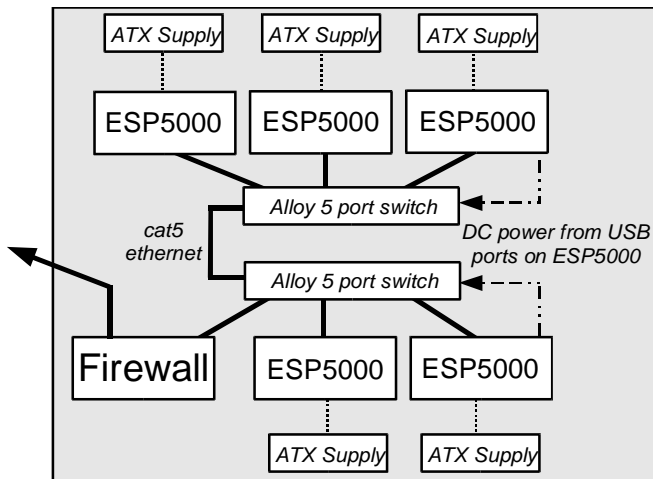 ATX Supply
ATX Supply
ATX Supply
ESP5000
ESP5000
ESP5000
Alloy 5 port switch
cat5
ethernet
DC power from USB
ports on ESP5000
Alloy 5 port switch
Firewall
ESP5000
ESP5000
ATX Supply
ATX Supply